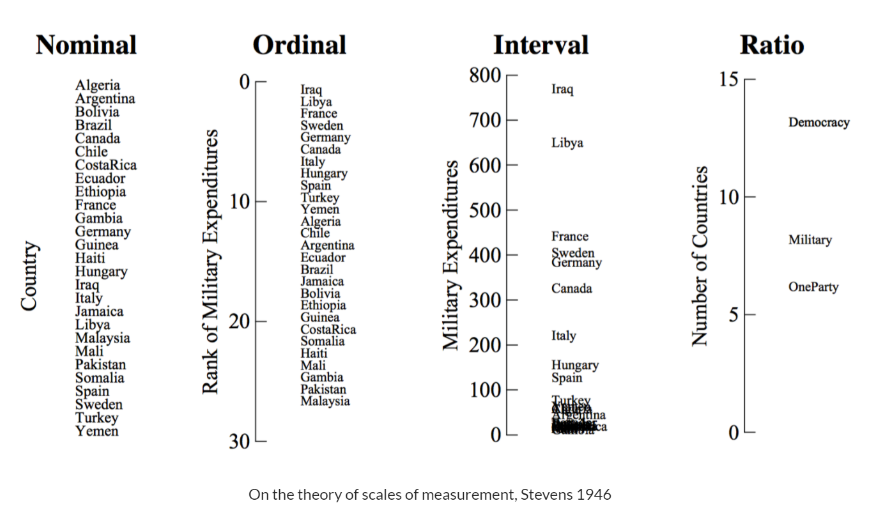 Nominal
Country
Algeria
Argentina
Bolivia
Brazil
Canada
Chile
CostaRica
Ecuador
Ethiopia
France
Gambia
Germany
Guinea
Haiti
Hungary
Iraq
Italy
Jamaica
Libya
Malaysia
Mali
Pakistan
Somalia
Spain
Sweden
Turkey
Yemen
Ordinal
Rank of Military Expenditures
0
10
20
30
Iraq
Libya
France
Sweden
Germany
Canada
Italy
Hungary
Spain
Turkey
Yemen
Algeria
Chile
Argentina
Ecuador
Brazil
Jamaica
Bolivia
Ethiopia
Guinea
CostaRica
Somalia
Haiti
Mali
Gambia
Pakistan
Malaysia
Interval
Military Expenditures
800
700
600
500
400
300
200
100
0
Iraq
Libya
France
Sweden
Germany
Canada
Italy
Hungary
Spain
Turkey
Argentina
Ratio
Number of Countries
15
10
5
0
Democracy
Military
OneParty
On the theory of scales of measurement, Stevens 1946